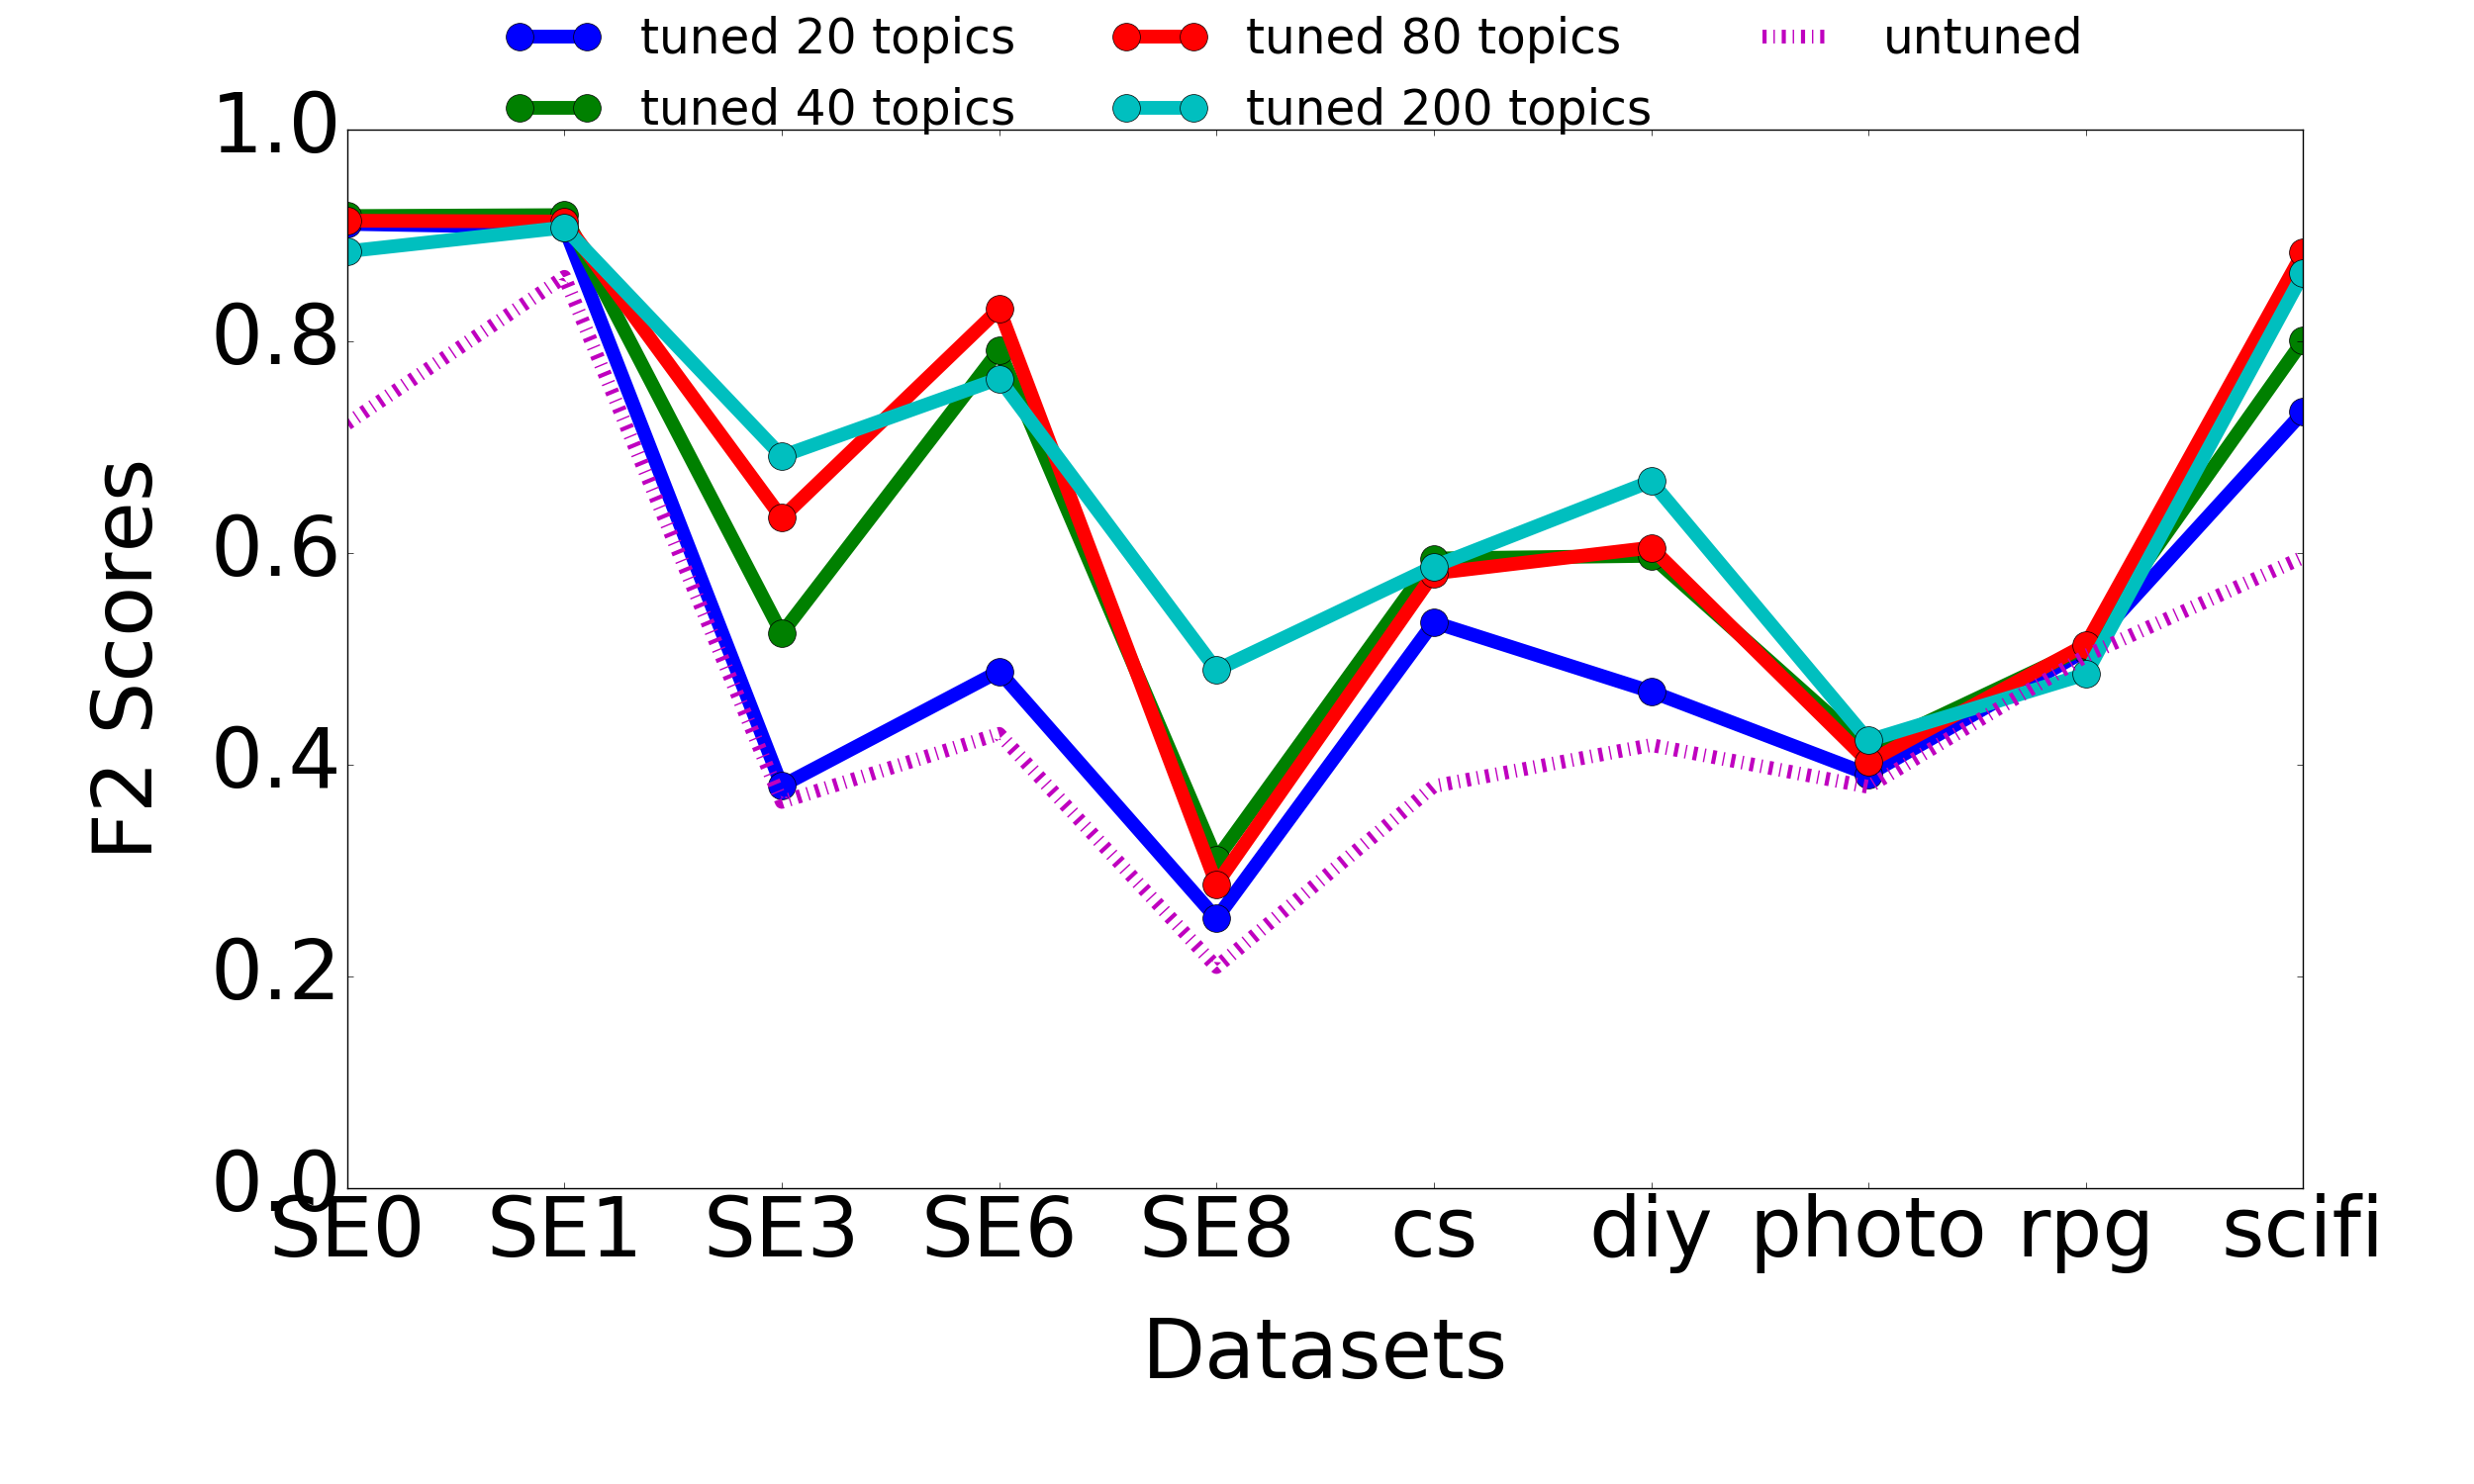 tuned 20 topics tuned 80 topics untuned
tuned 40 topics tuned 200 topics
1.0
0.8
0.6
0.4
0.2
0.0
F2 Scores
SE0 SE1 SE3 SE6 SE8 cs diy photo rpg scifi
Datasets